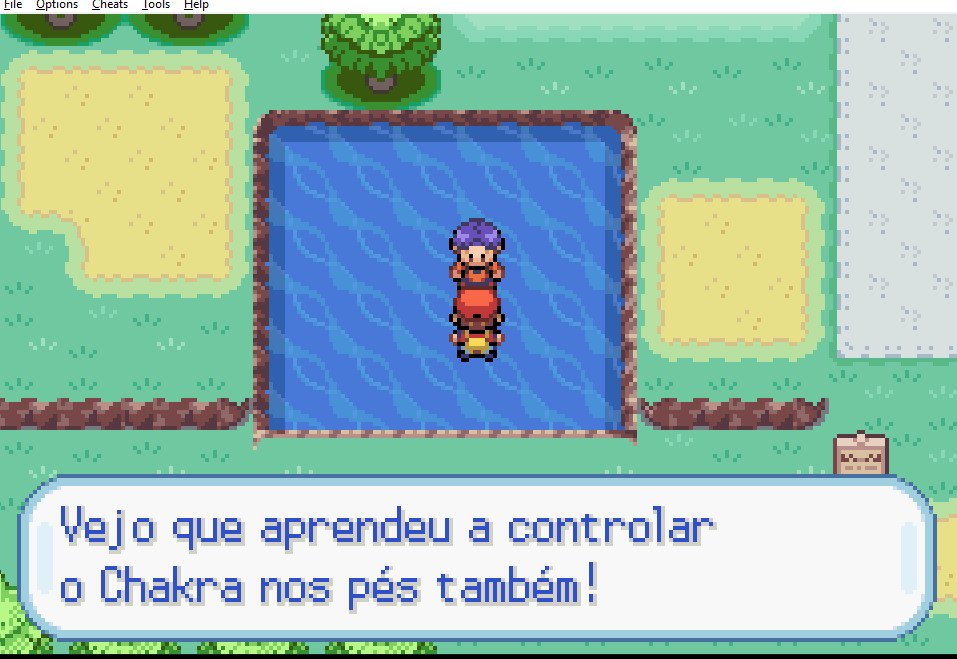 File Options Cheats Tools Help
Vejo que aprendeu a controlar
o Chakra nos pés também!